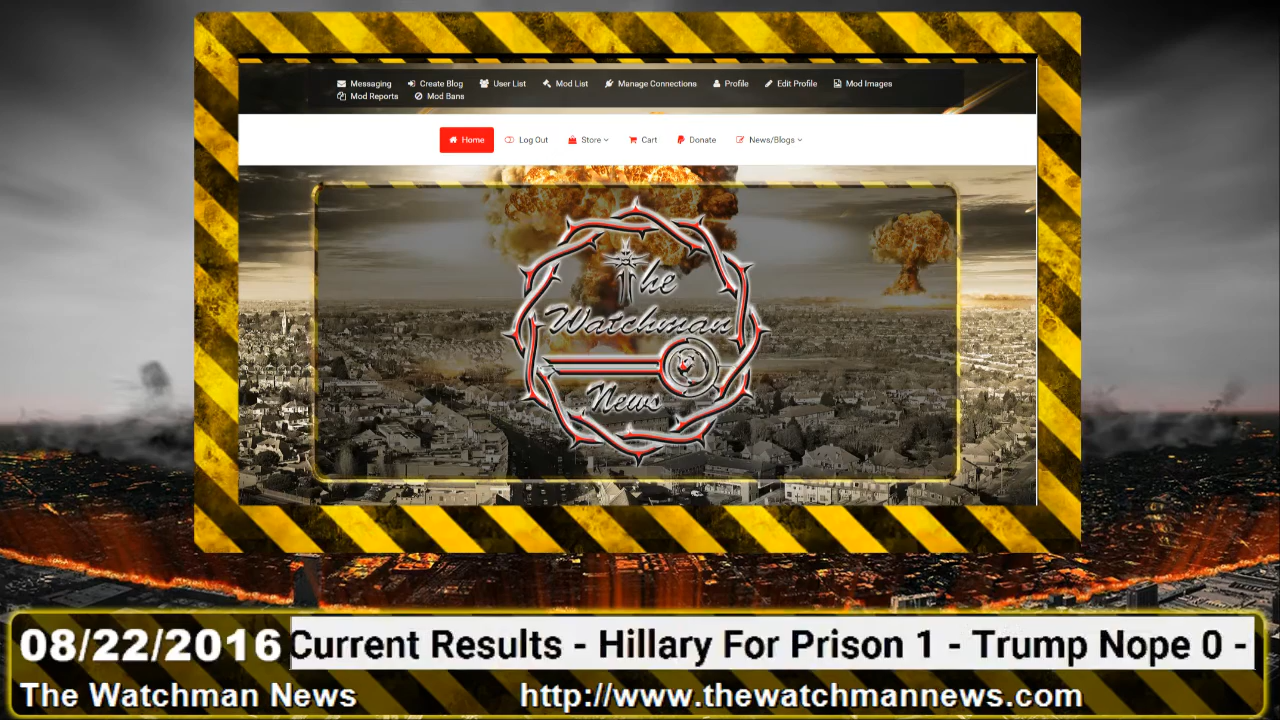 Messaging Create Blog User List Mod List Manage Connections Profile Edit Profile Mod Images
Mod Reports Mod Bans
Home Log Out Store Cart Donate News/Blogs
The
Watchman
News
08/22/2016 Current Results - Hillary For Prison 1 - Trump Nope 0 -
The Watchman News http://www.thewatchmannews.com